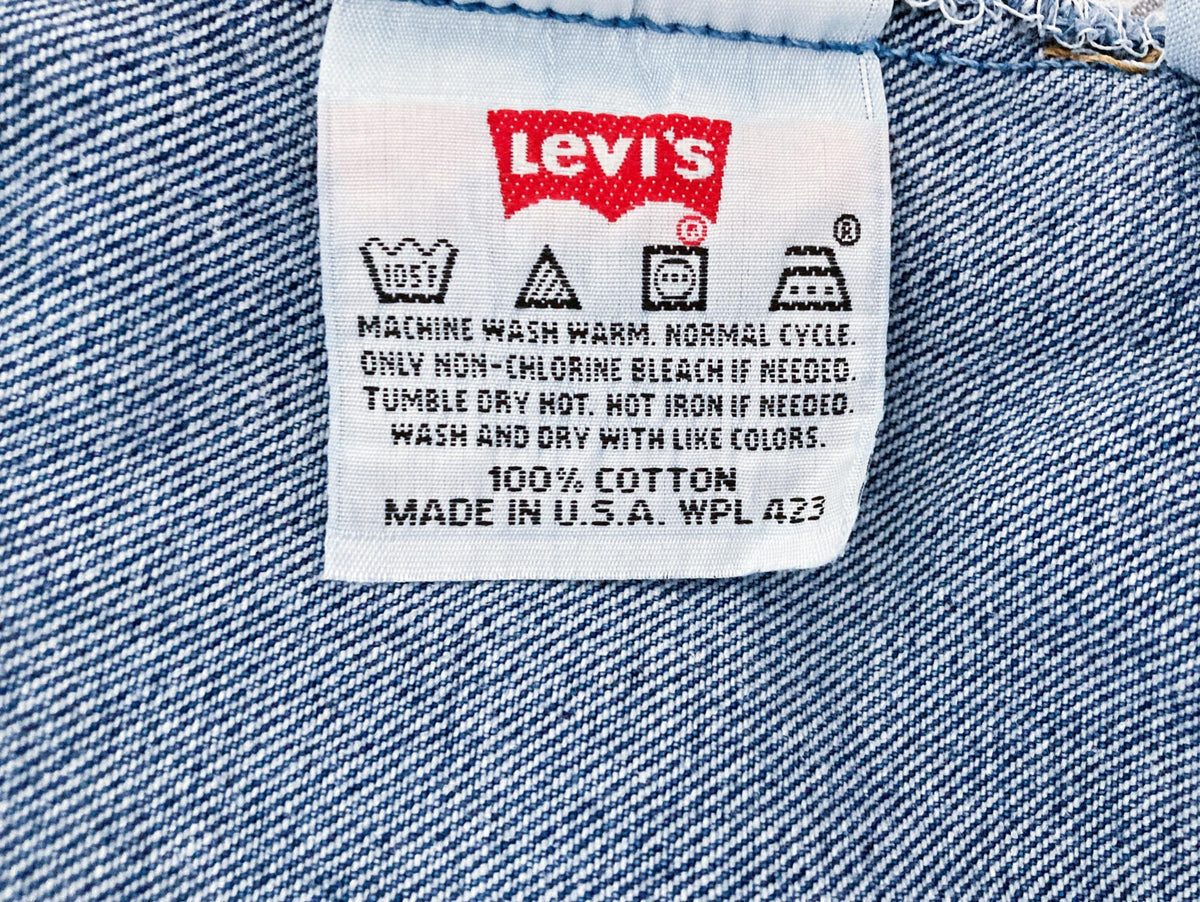 Levi's
®
®
105°F
MACHINE WASH WARM. NORMAL CYCLE.
ONLY NON-CHLORINE BLEACH IF NEEDED.
TUMBLE DRY HOT. HOT IRON IF NEEDED.
WASH AND DRY WITH LIKE COLORS.
100% COTTON
MADE IN U.S.A. WPL 423